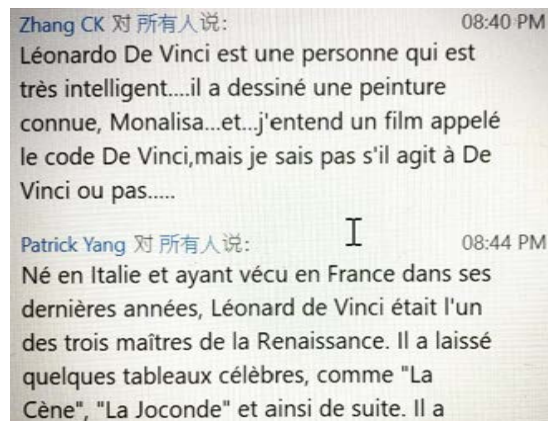 Zhang CK 对 所有人说: 08:40 PM
Léonardo De Vinci est une personne qui est
très intelligent....il a dessiné une peinture
connue, Monalisa...et...j'entend un film appelé
le code De Vinci,mais je sais pas s'il agit à De
Vinci ou pas.....
Patrick Yang 对 所有人说: 08:44 PM
Né en Italie et ayant vécu en France dans ses
dernières années, Léonard de Vinci était l'un
des trois maîtres de la Renaissance. Il a laissé
quelques tableaux célèbres, comme "La
Cène", "La Joconde" et ainsi de suite. Il a